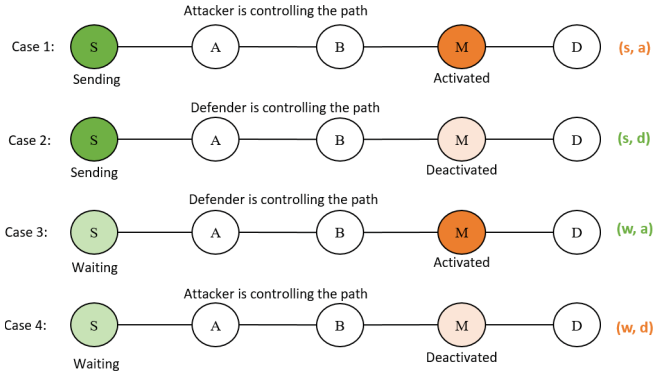 Attacker is controlling the path
Case 1: S A B M D (s, a)
Sending Activated
Defender is controlling the path
Case 2: S A B M D (s, d)
Sending Deactivated
Defender is controlling the path
Case 3: S A B M D (w, a)
Waiting Activated
Attacker is controlling the path
Case 4: S A B M D (w, d)
Waiting Deactivated